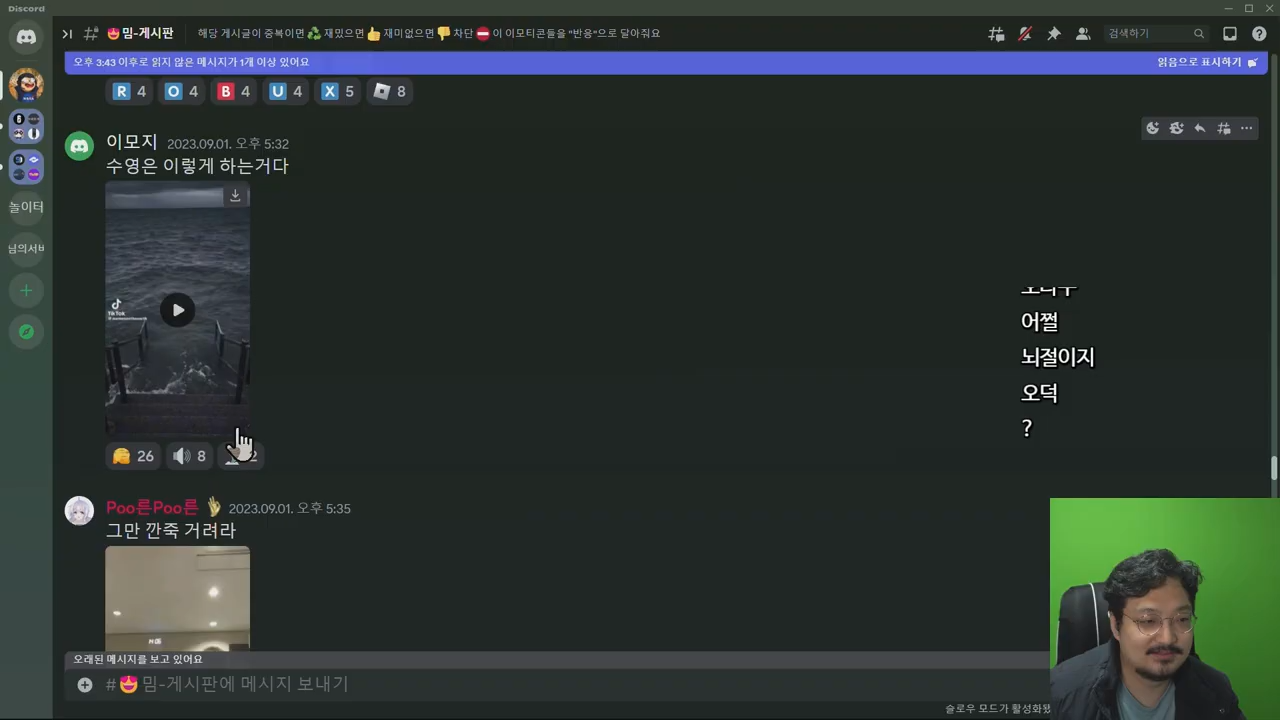 Discord
밈-게시판
해당 게시글이 중복이면 재밌으면 재미없으면 차단 이 이모티콘들을 "반응"으로 달아줘요
검색하기
오후 3:43 이후로 읽지 않은 메시지가 1개 이상 있어요
읽음으로 표시하기
R 4 O 4 B 4 U 4 X 5 8
이모지 2023.09.01. 오후 5:32
수영은 이렇게 하는거다
TikTok
26 8 2
놀이터
님의서버
어쩔
뇌절이지
오덕
?
Poo른Poo른 2023.09.01. 오후 5:35
그만 깐죽 거려라
오래된 메시지를 보고 있어요
#밈-게시판에 메시지 보내기
슬로우 모드가 활성화됐